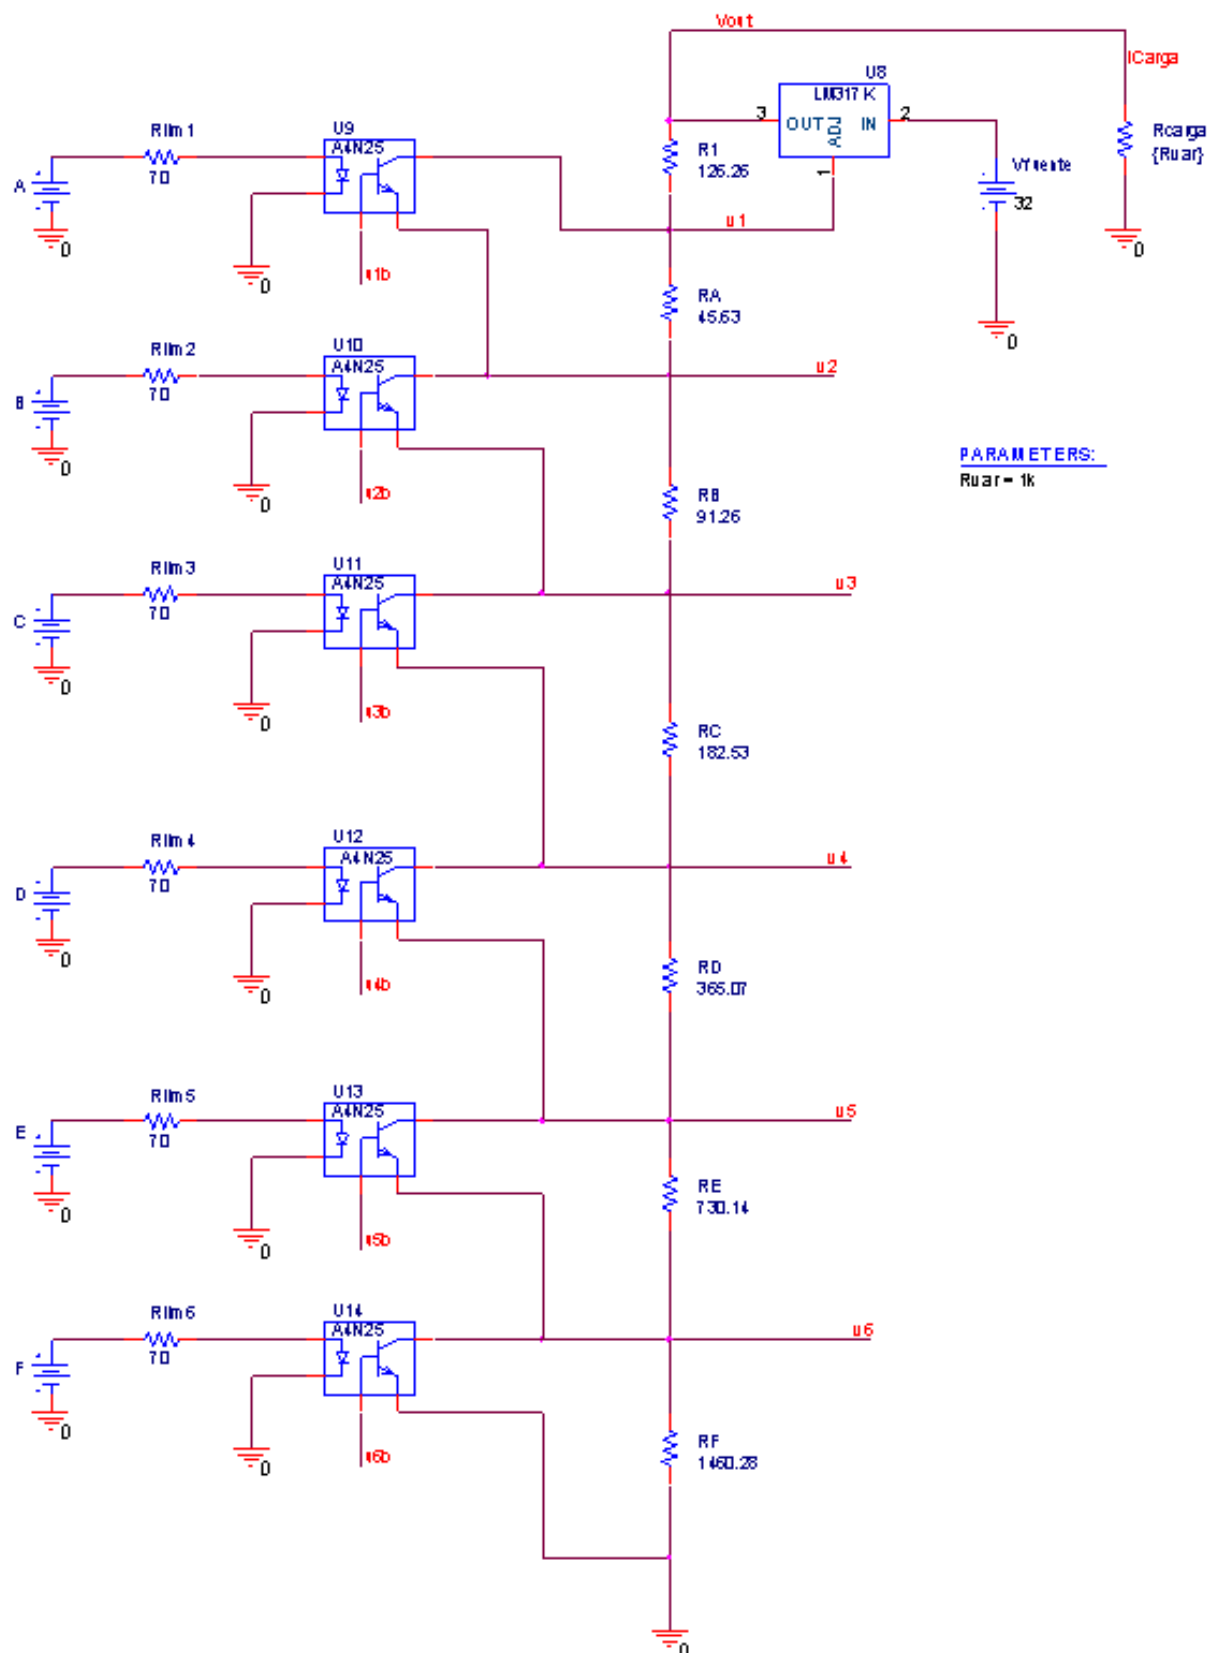 Vout
ICarga
U8
LM317K
3
OUT
ADJ
IN
2
1
Rcarga
{Rvar}
0
Vfuente
32
0
R1
126.26
u1
A
Rlim1
70
0
U9
A4N25
0
u1b
RA
45.63
B
Rlim2
70
0
U10
A4N25
0
u2b
u2
PARAMETERS:
Rvar = 1k
RB
91.26
C
Rlim3
70
0
U11
A4N25
0
u3b
u3
RC
182.53
D
Rlim4
70
0
U12
A4N25
0
u4b
u4
RD
365.07
E
Rlim5
70
0
U13
A4N25
0
u5b
u5
RE
730.14
F
Rlim6
70
0
U14
A4N25
0
u6b
u6
RF
1460.28
0